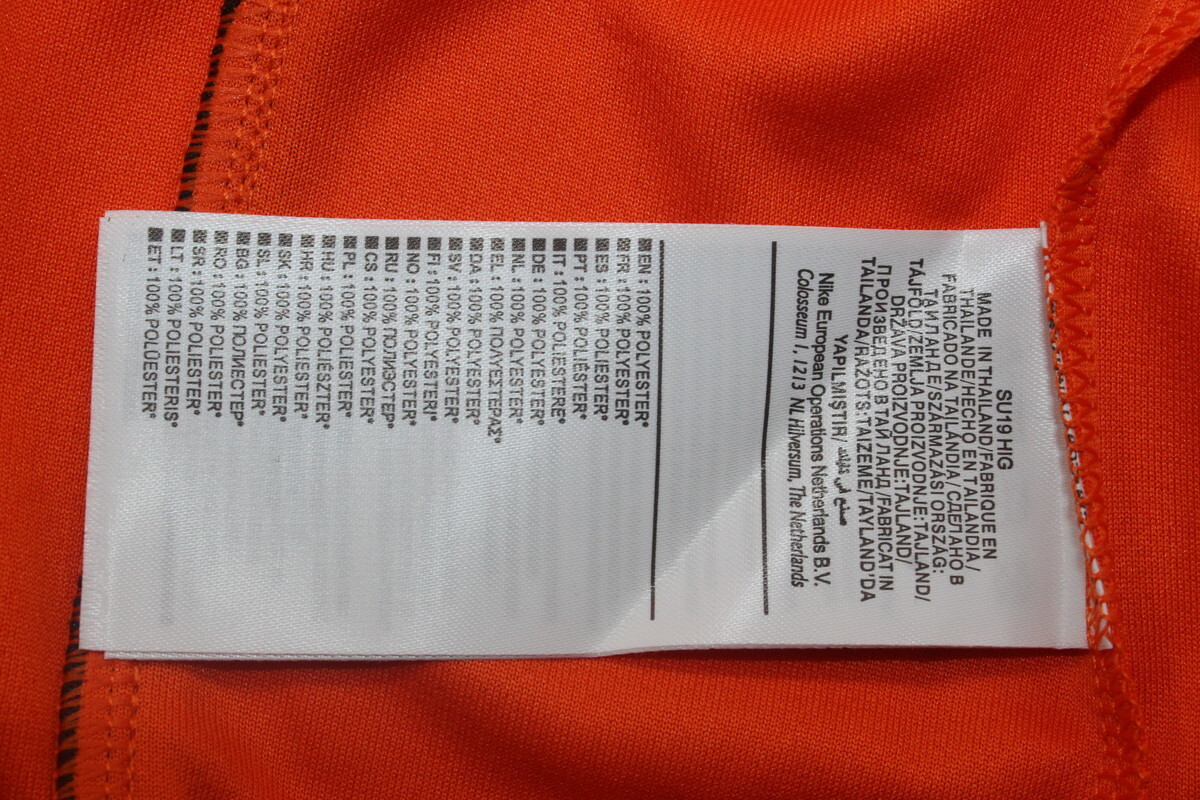 SU19 HIG
MADE IN THAILAND/FABRIQUE EN
THAILANDE/HECHO EN TAILANDIA/
FABRICADO NA TAILÂNDIA/СДЕЛАНО В
ТАИЛАНДЕ/SZÁRMAZÁSI ORSZÁG:
TÁJFÖLD/ZEMLJA PROIZVODNJE:TAJLAND/
DRŽAVA PROIZVODNJE:TAJLAND/
ПРОИЗВЕДЕНО В ТАЙЛАНД/FABRICAT IN
TAILANDA/RAŽOTS:TAIZEME/TAYLAND'DA
YAPILMIŞTIR/ صنع في تايلند
Nike European Operations Netherlands B.V.
Colosseum 1, 1213 NL Hilversum, The Netherlands
EN : 100% POLYESTER*
FR : 100% POLYESTER*
ES : 100% POLIÉSTER*
PT : 100% POLIÉSTER*
IT : 100% POLIESTERE*
DE : 100% POLYESTER*
NL : 100% POLYESTER*
EL : 100% ΠΟΛΥΕΣΤΕΡΑΣ*
DA : 100% POLYESTER*
SV : 100% POLYESTER*
FI : 100% POLYESTERI*
NO : 100% POLYESTER*
RU : 100% ПОЛИЭСТЕР*
CS : 100% POLYESTER*
PL : 100% POLIESTER*
HU : 100% POLIÉSZTER*
HR : 100% POLIESTER*
SK : 100% POLYESTER*
SL : 100% POLIESTER*
BG : 100% ПОЛИЕСТЕР*
RO : 100% POLIESTER*
SR : 100% POLIESTER*
LT : 100% POLIESTERIS*
ET : 100% POLÜESTER*